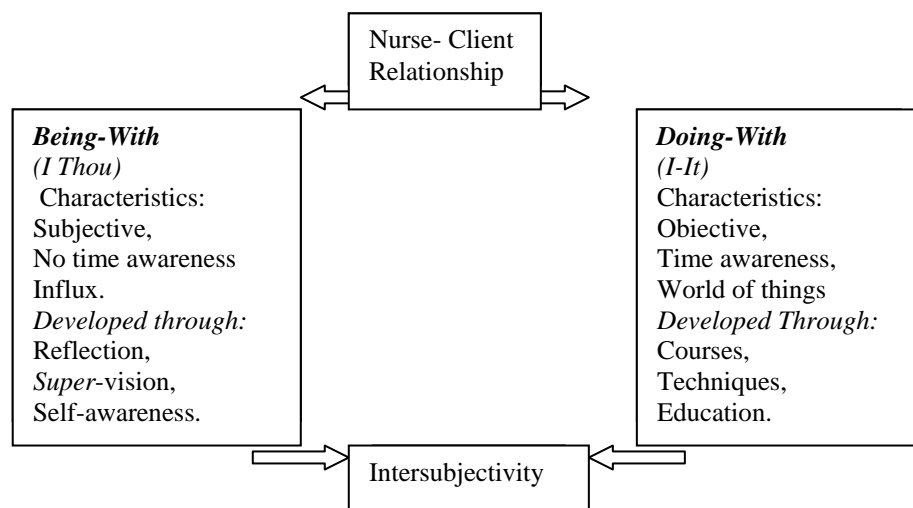 Nurse- Client
Relationship
Being-With
(I Thou)
Characteristics:
Subjective,
No time awareness
Influx.
Developed through:
Reflection,
Super-vision,
Self-awareness.
Doing-With
(I-It)
Characteristics:
Obiective,
Time awareness,
World of things
Developed Through:
Courses,
Techniques,
Education.
Intersubjectivity